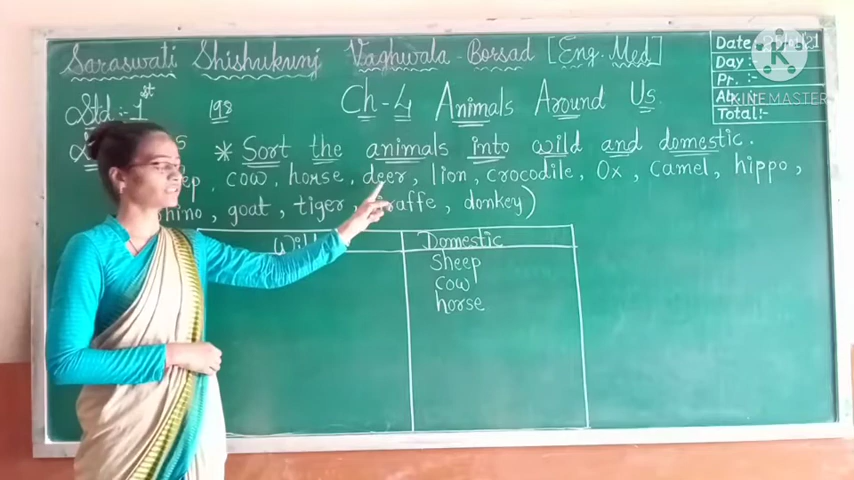 Saraswati Shishukunj Vaghwala - Borsad [Eng. Med]
Date
Day :-
Pr. :-
Total:-
KINEMASTER
Std :- 1st 198 Ch - 4 Animals Around Us
* Sort the animals into wild and domestic.
cow, horse, deer, lion, crocodile, Ox, camel, hippo,
goat, tiger, donkey)
Wild Domestic
Sheep
cow
horse